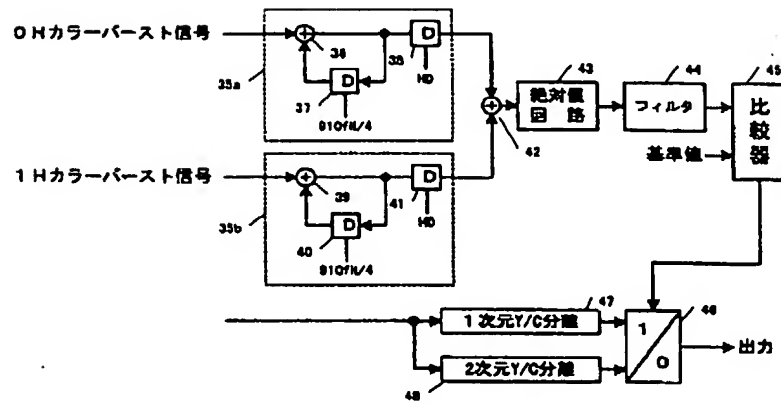 0Hカラーバースト信号
36
35a
D
37
910fH/4
38
D
HD
1Hカラーバースト信号
39
35b
D
40
910fH/4
41
D
HD
42
43
絶対値
回路
44
フィルタ
基準値
45
比較器
47
1次元Y/C分離
48
2次元Y/C分離
46
1
0
出力